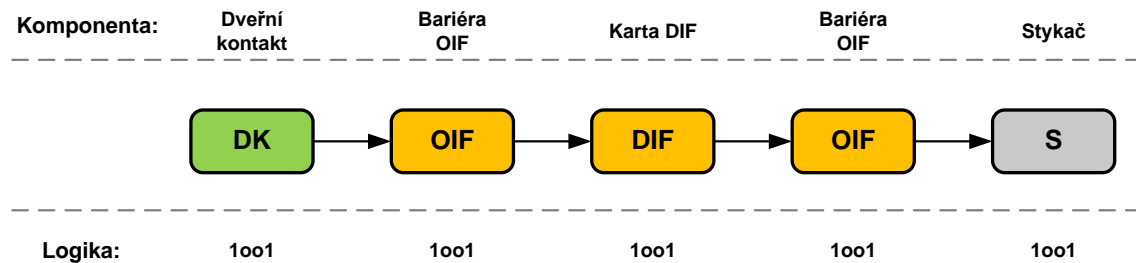 Komponenta:
Dveřní
kontakt
Bariéra
OIF
Karta DIF
Bariéra
OIF
Stykač
DK
OIF
DIF
OIF
S
Logika:
1oo1
1oo1
1oo1
1oo1
1oo1